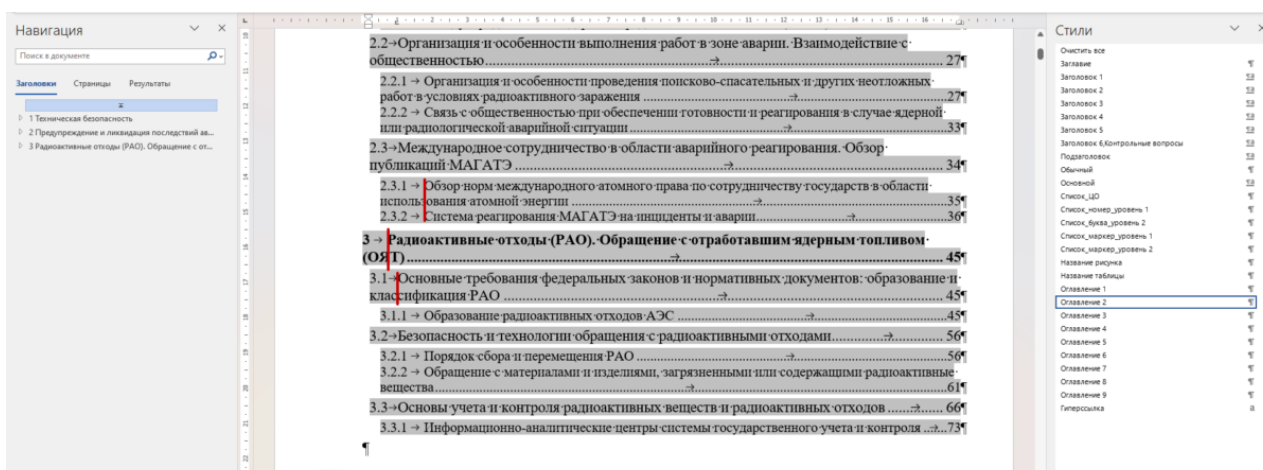 Навигация
Поиск в документе
Заголовки Страницы Результаты
1 Техническая безопасность
2 Предупреждение и ликвидация последствий ав...
3 Радиоактивные отходы (РАО). Обращение с от...
2.2→Организация·и·особенности·выполнения·работ·в·зоне·аварии.·Взаимодействие·с·
общественностью...→...27¶
2.2.1·→·Организация·и·особенности·проведения·поисково-спасательных·и·других·неотложных·
работ·в·условиях·радиоактивного·заражения...→...27¶
2.2.2·→·Связь·с·общественностью·при·обеспечении·готовности·и·реагирования·в·случае·ядерной·
или·радиологической·аварийной·ситуации...→...33¶
2.3→Международное·сотрудничество·в·области·аварийного·реагирования.·Обзор·
публикаций·МАГАТЭ...→...34¶
2.3.1·→·Обзор·норм·международного·атомного·права·по·сотрудничеству·государств·в·области·
использования·атомной·энергии...→...35¶
2.3.2·→·Система·реагирования·МАГАТЭ·на·инциденты·и·аварии...→...36¶
3·→·Радиоактивные·отходы·(РАО).·Обращение·с·отработавшим·ядерным·топливом·
(ОЯТ)...→...45¶
3.1→Основные·требования·федеральных·законов·и·нормативных·документов:·образование·и·
классификация·РАО...→...45¶
3.1.1·→·Образование·радиоактивных·отходов·АЭС...→...45¶
3.2→Безопасность·и·технологии·обращения·с·радиоактивными·отходами...→...56¶
3.2.1·→·Порядок·сбора·и·перемещения·РАО...→...56¶
3.2.2·→·Обращение·с·материалами·и·изделиями,·загрязненными·или·содержащими·радиоактивные·
вещества...→...61¶
3.3→Основы·учета·и·контроля·радиоактивных·веществ·и·радиоактивных·отходов...→...66¶
3.3.1·→·Информационно-аналитические·центры·системы·государственного·учета·и·контроля...→...73¶
¶
Стили
Очистить все
Заглавие
Заголовок 1
Заголовок 2
Заголовок 3
Заголовок 4
Заголовок 5
Заголовок 6,Контрольные вопросы
Подзаголовок
Обычный
Основной
Список_ЦО
Список_номер_уровень 1
Список_буква_уровень 2
Список_маркер_уровень 1
Список_маркер_уровень 2
Название рисунка
Название таблицы
Оглавление 1
Оглавление 2
Оглавление 3
Оглавление 4
Оглавление 5
Оглавление 6
Оглавление 7
Оглавление 8
Оглавление 9
Гиперссылка